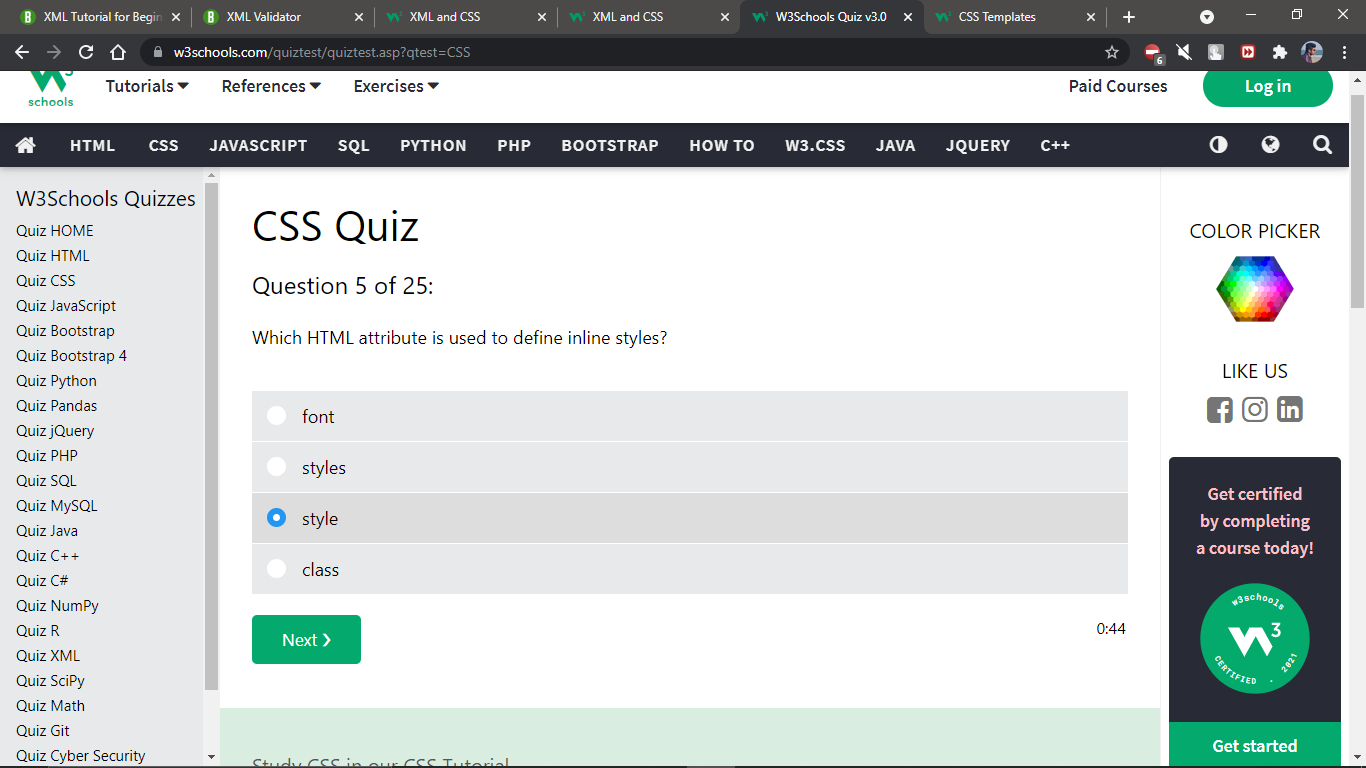 XML Tutorial for Begin
XML Validator
XML and CSS
XML and CSS
W3Schools Quiz v3.0
CSS Templates
w3schools.com/quiztest/quiztest.asp?qtest=CSS
6
3
schools
Tutorials
References
Exercises
Paid Courses
Log in
HTML
CSS
JAVASCRIPT
SQL
PYTHON
PHP
BOOTSTRAP
HOW TO
W3.CSS
JAVA
JQUERY
C++
W3Schools Quizzes
Quiz HOME
Quiz HTML
Quiz CSS
Quiz JavaScript
Quiz Bootstrap
Quiz Bootstrap 4
Quiz Python
Quiz Pandas
Quiz jQuery
Quiz PHP
Quiz SQL
Quiz MySQL
Quiz Java
Quiz C++
Quiz C#
Quiz NumPy
Quiz R
Quiz XML
Quiz SciPy
Quiz Math
Quiz Git
Quiz Cyber Security
CSS Quiz
Question 5 of 25:
Which HTML attribute is used to define inline styles?
font
styles
style
class
Next ❯
0:44
Study CSS in our CSS Tutorial
COLOR PICKER
LIKE US
Get certified
by completing
a course today!
w3schools
W3
CERTIFIED . 2021
Get started